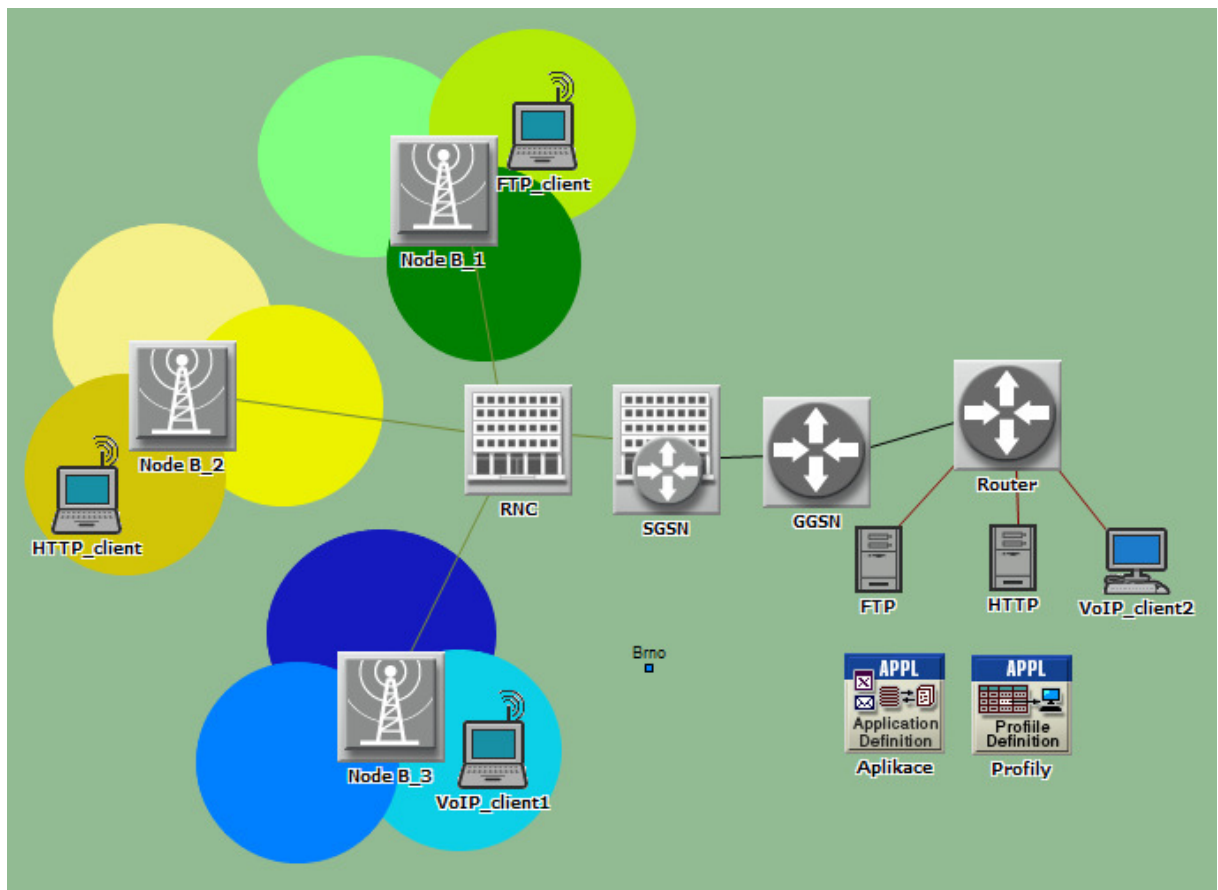 FTP_client
Node B_1
Node B_2
HTTP_client
RNC
SGSN
GGSN
Router
FTP
HTTP
VoIP_client2
Brno
Node B_3
VoIP_client1
APPL
Application
Definition
Aplikace
APPL
Profiile
Definition
Profily